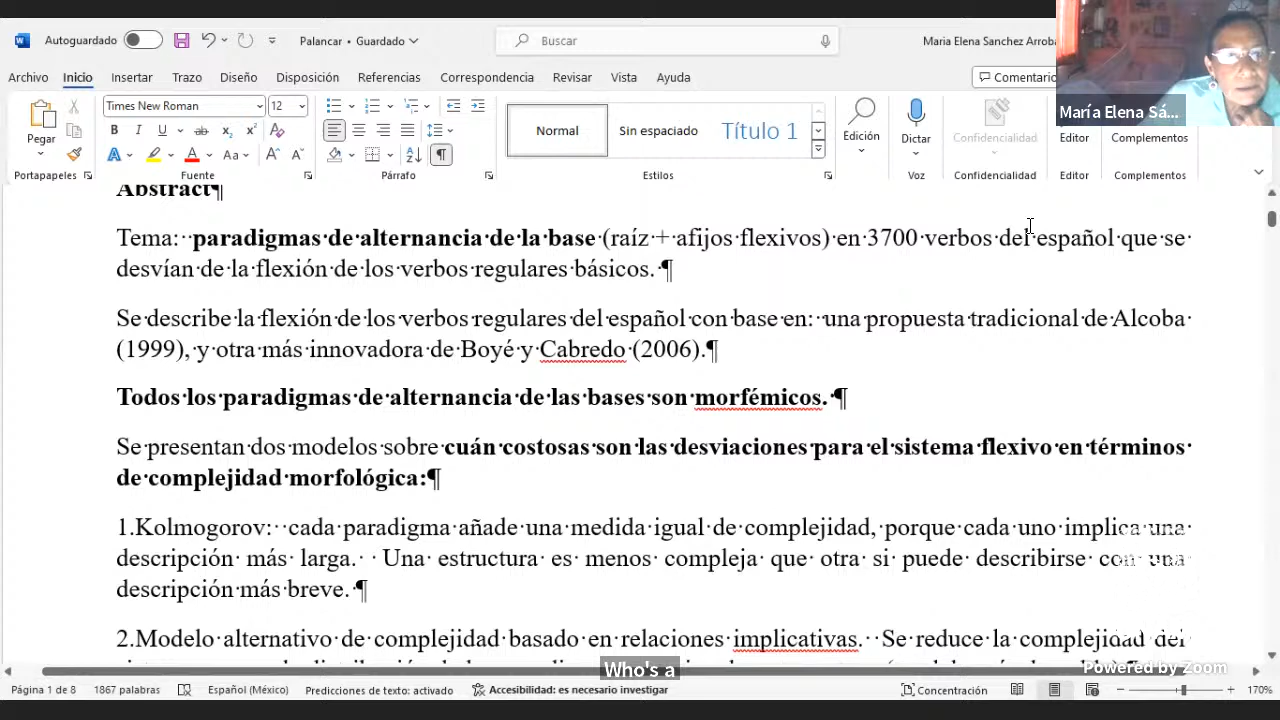 Autoguardado Palancar • Guardado Buscar Maria Elena Sanchez Arroba
Archivo Inicio Insertar Trazo Diseño Disposición Referencias Correspondencia Revisar Vista Ayuda Comentario
Pegar Times New Roman 12 Normal Sin espaciado Título 1 Edición Dictar Confidencialidad Editor Complementos
María Elena Sá...
Portapapeles Fuente Párrafo Estilos Voz Confidencialidad Editor Complementos
Abstract¶
Tema: paradigmas de alternancia de la base (raíz + afijos flexivos) en 3700 verbos del español que se
desvían de la flexión de los verbos regulares básicos. ¶
Se describe la flexión de los verbos regulares del español con base en: una propuesta tradicional de Alcoba
(1999), y otra más innovadora de Boyé y Cabredo (2006).¶
Todos los paradigmas de alternancia de las bases son morfémicos. ¶
Se presentan dos modelos sobre cuán costosas son las desviaciones para el sistema flexivo en términos
de complejidad morfológica:¶
1.Kolmogorov: cada paradigma añade una medida igual de complejidad, porque cada uno implica una
descripción más larga. Una estructura es menos compleja que otra si puede describirse con una
descripción más breve. ¶
2.Modelo alternativo de complejidad basado en relaciones implicativas. Se reduce la complejidad del
Who's a
Powered by Zoom
Página 1 de 8 1867 palabras Español (México) Predicciones de texto: activado Accesibilidad: es necesario investigar Concentración 170%